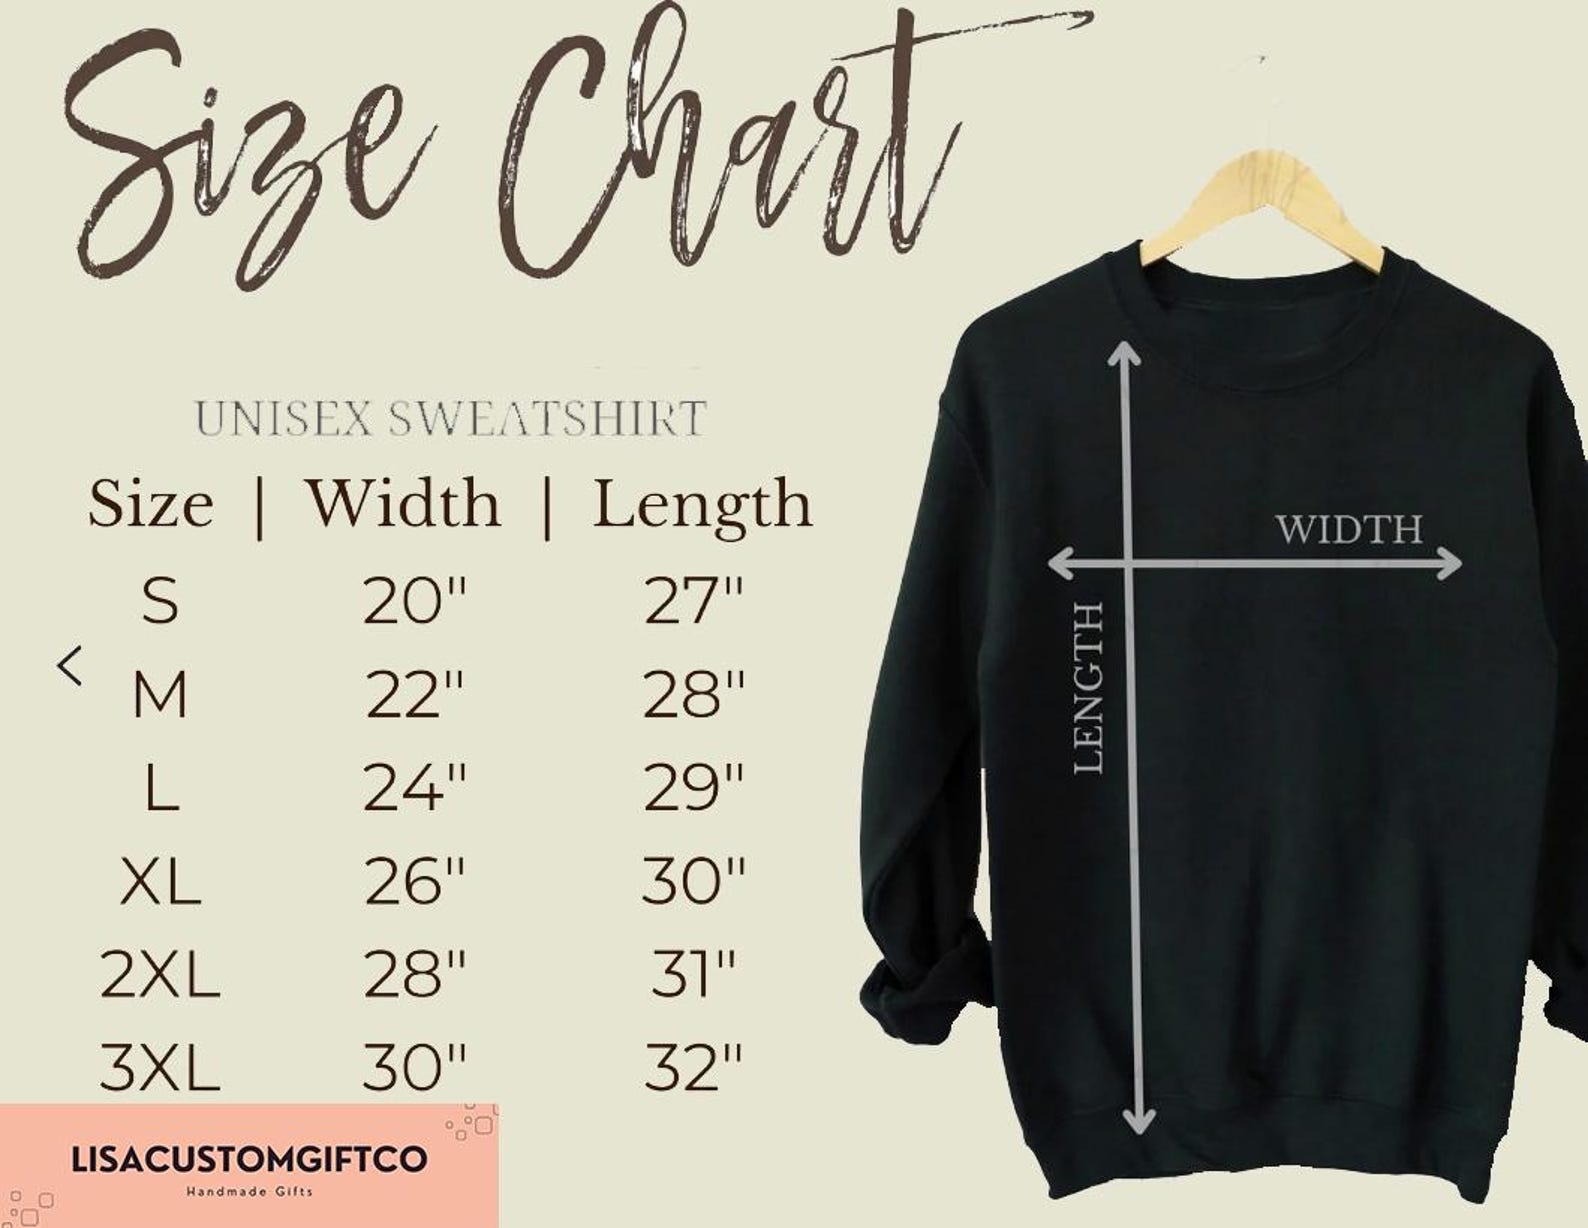 Size Chart
UNISEX SWEATSHIRT
Size | Width | Length
S 20" 27"
M 22" 28"
L 24" 29"
XL 26" 30"
2XL 28" 31"
3XL 30" 32"
WIDTH
LENGTH
LISACUSTOMGIFTCO
Handmade Gifts